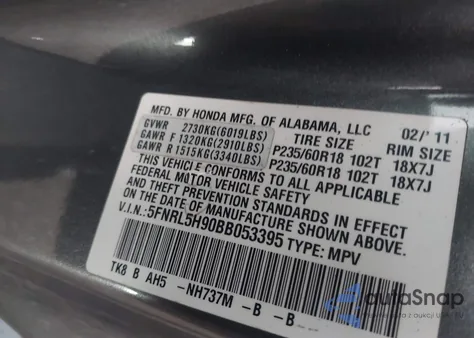 MFD. BY HONDA MFG. OF ALABAMA, LLC 02/'11
GVWR 2730KG(6019LBS) TIRE SIZE RIM SIZE
GAWR F 1320KG(2910LBS) P235/60R18 102T 18X7J
GAWR R 1515KG(3340LBS) P235/60R18 102T 18X7J
THIS VEHICLE CONFORMS TO ALL APPLICABLE
FEDERAL MOTOR VEHICLE SAFETY
AND THEFT PREVENTION STANDARDS IN EFFECT
ON THE DATE OF MANUFACTURE SHOWN ABOVE.
V.I.N.:5FNRL5H90BB053395 TYPE: MPV
TK8 B AH5 -NH737M -B -B
AutoSnap